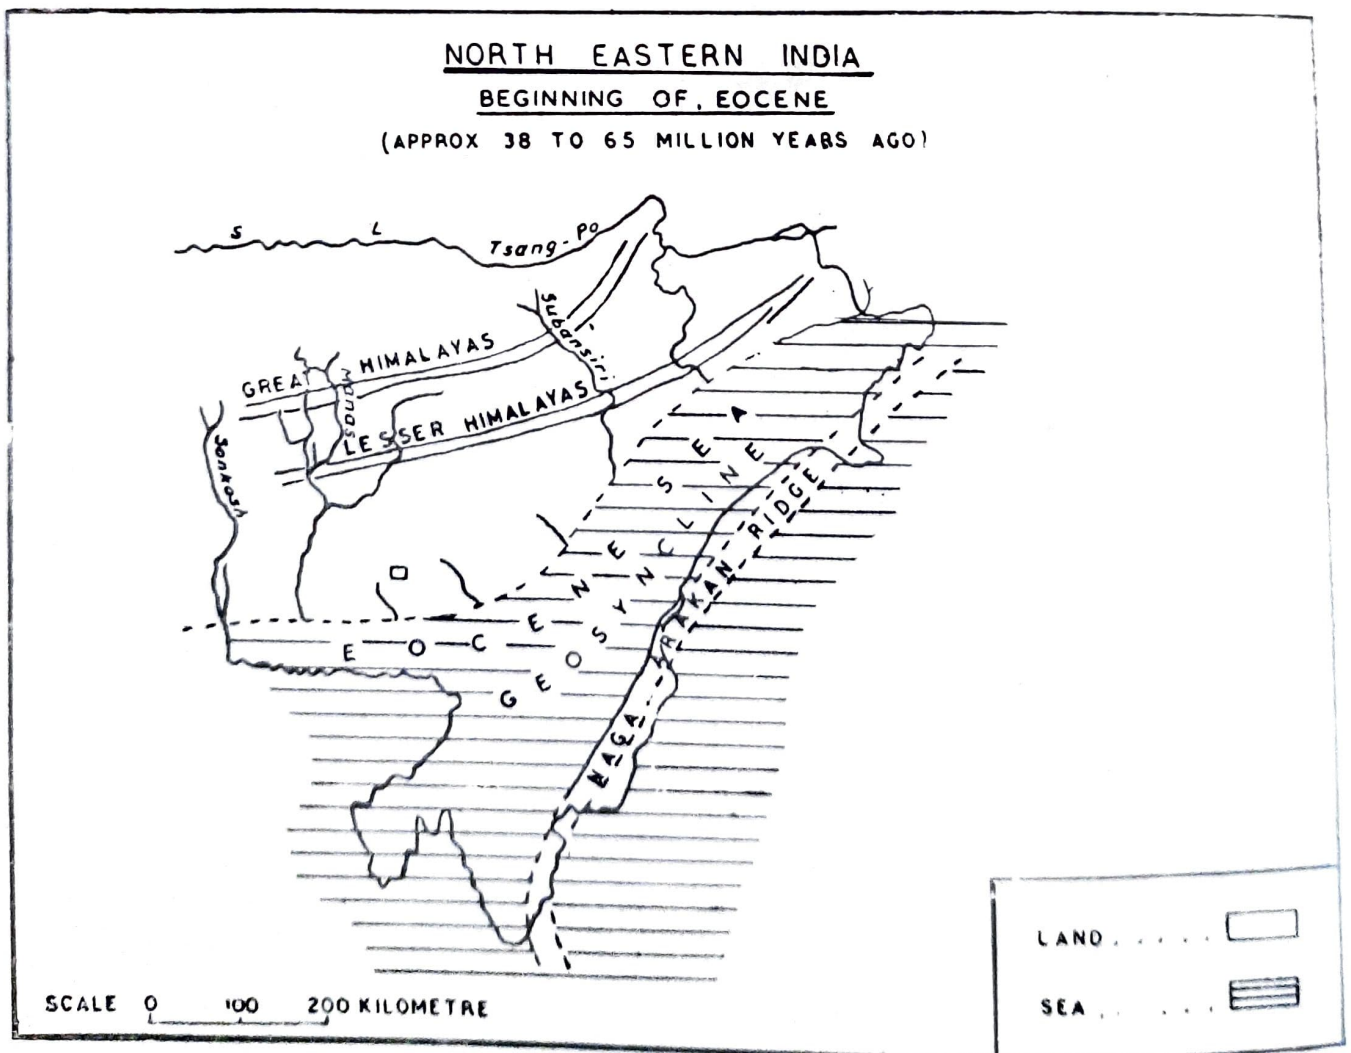 NORTH EASTERN INDIA
BEGINNING OF, EOCENE
(APPROX 38 TO 65 MILLION YEARS AGO)
S L
Tsang-Po
Subansiri
GREAT HIMALAYAS
Manas
LESSER HIMALAYAS
Sonkosh
EOCENE SEA
GEOSYNCLINE
NAGA ARAKAN RIDGE
LAND.....
SEA.. ...
SCALE 0 100 200 KILOMETRE